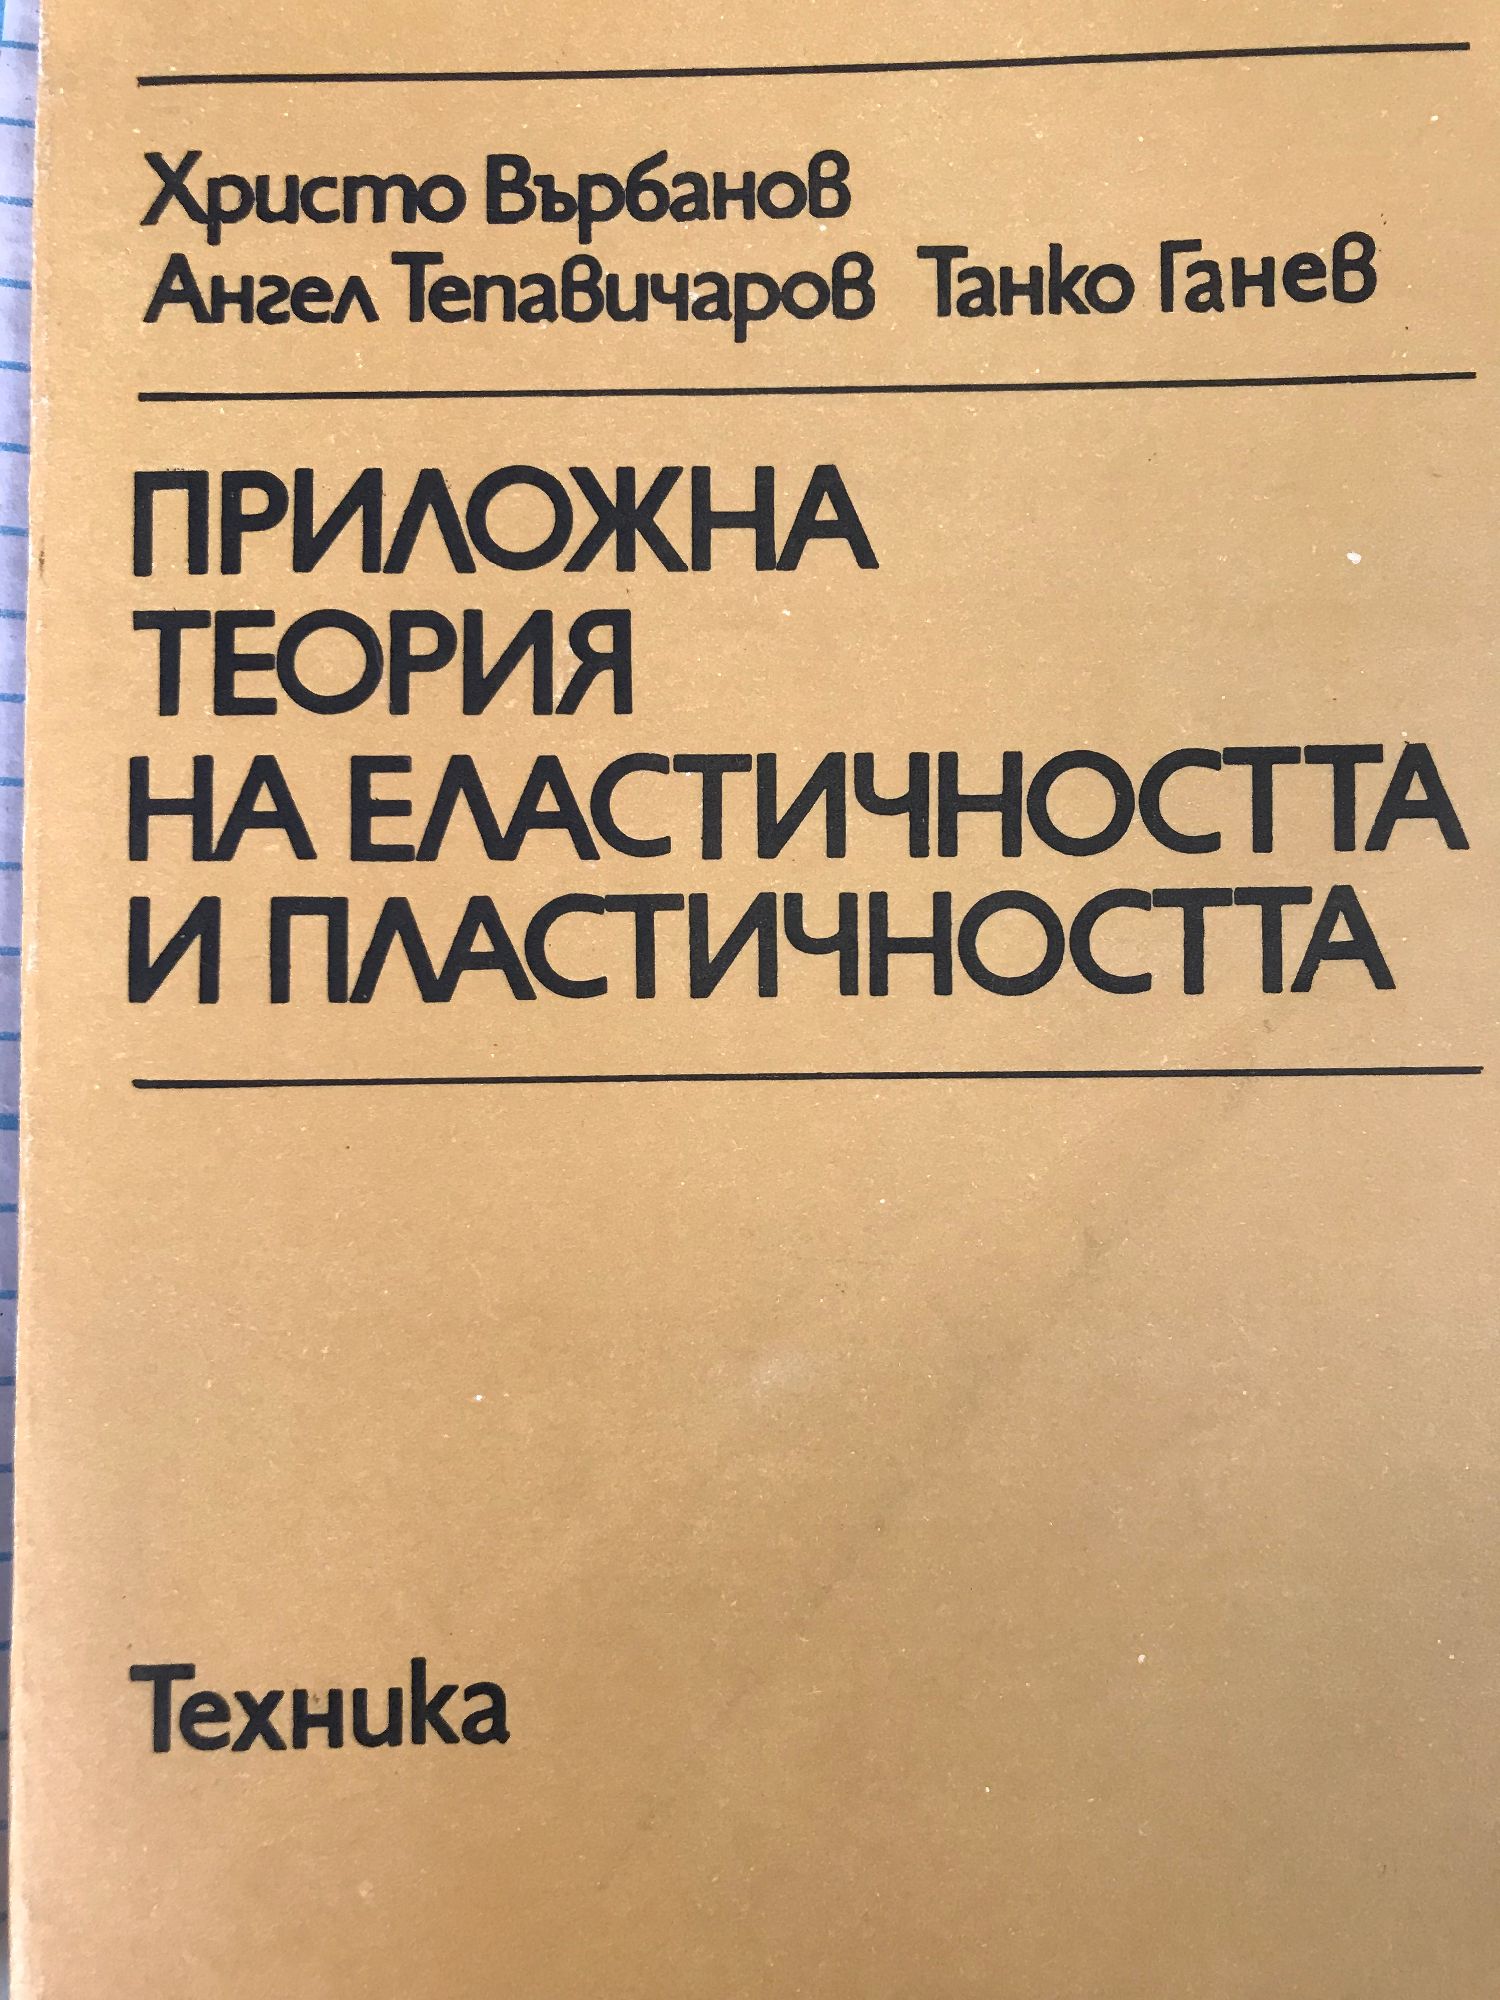 Христо Върбанов
Ангел Тепавичаров Танко Ганев
ПРИЛОЖНА
ТЕОРИЯ
НА ЕЛАСТИЧНОСТТА
И ПЛАСТИЧНОСТТА
Техника